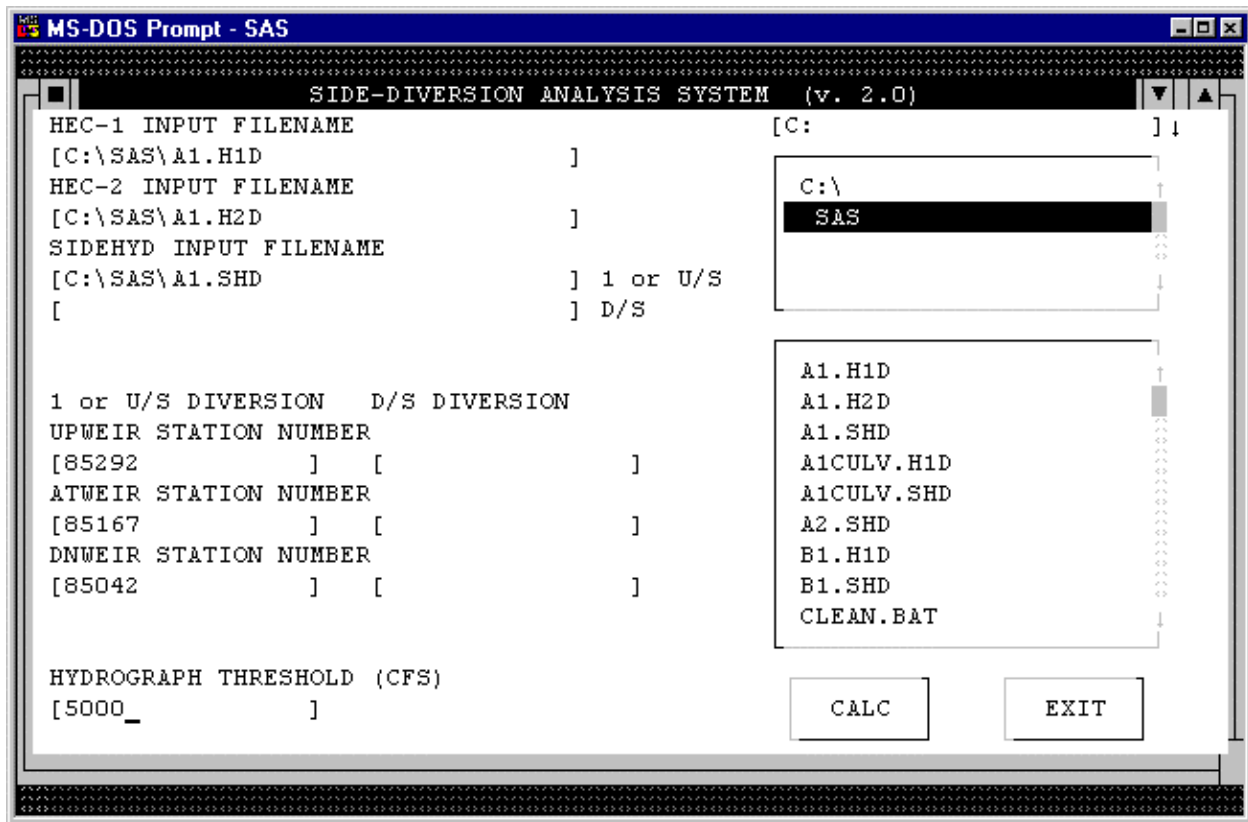 MS-DOS Prompt - SAS
SIDE-DIVERSION ANALYSIS SYSTEM (v. 2.0)
HEC-1 INPUT FILENAME
[C:\SAS\A1.H1D ]
HEC-2 INPUT FILENAME
[C:\SAS\A1.H2D ]
SIDEHYD INPUT FILENAME
[C:\SAS\A1.SHD ] 1 or U/S
[ ] D/S
1 or U/S DIVERSION D/S DIVERSION
UPWEIR STATION NUMBER
[85292 ] [ ]
ATWEIR STATION NUMBER
[85167 ] [ ]
DNWEIR STATION NUMBER
[85042 ] [ ]
HYDROGRAPH THRESHOLD (CFS)
[5000_ ]
[C: ]↓
C:\
SAS
A1.H1D
A1.H2D
A1.SHD
A1CULV.H1D
A1CULV.SHD
A2.SHD
B1.H1D
B1.SHD
CLEAN.BAT
CALC EXIT